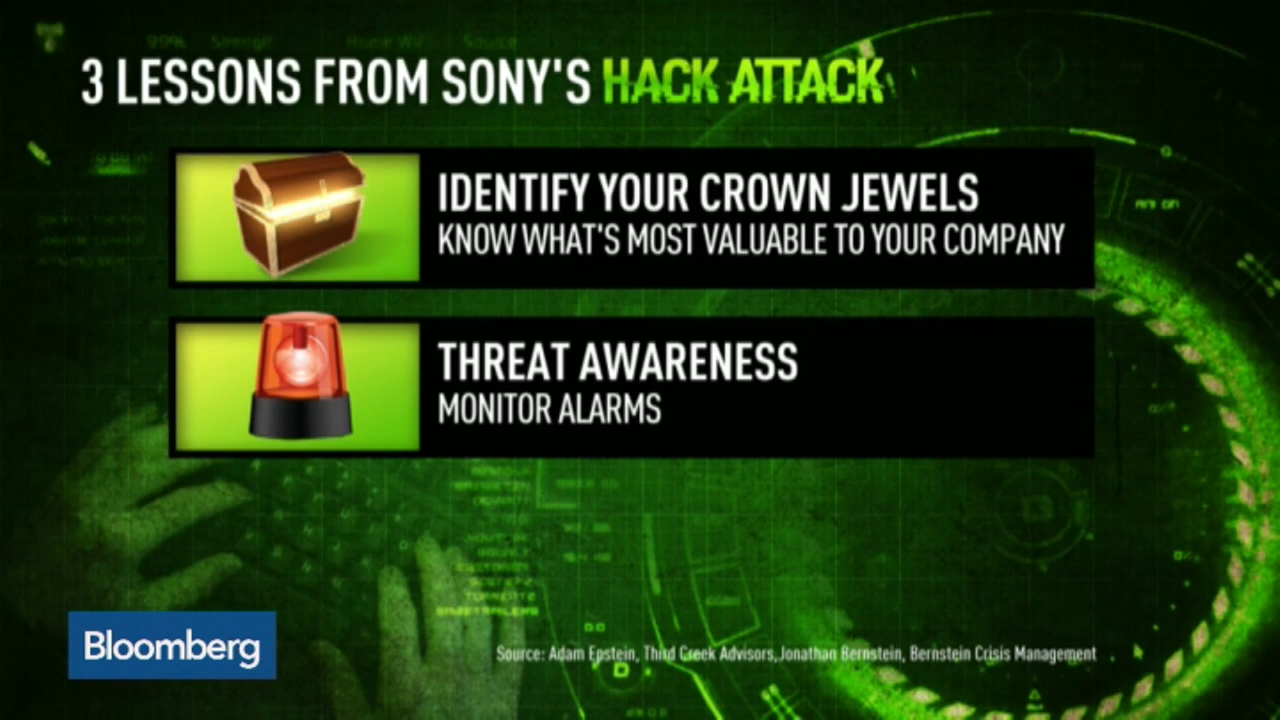 3 LESSONS FROM SONY'S HACK ATTACK
IDENTIFY YOUR CROWN JEWELS
KNOW WHAT'S MOST VALUABLE TO YOUR COMPANY
THREAT AWARENESS
MONITOR ALARMS
Bloomberg
Source: Adam Epstein, Third Creek Advisors,Jonathan Bernstein, Bernstein Crisis Management